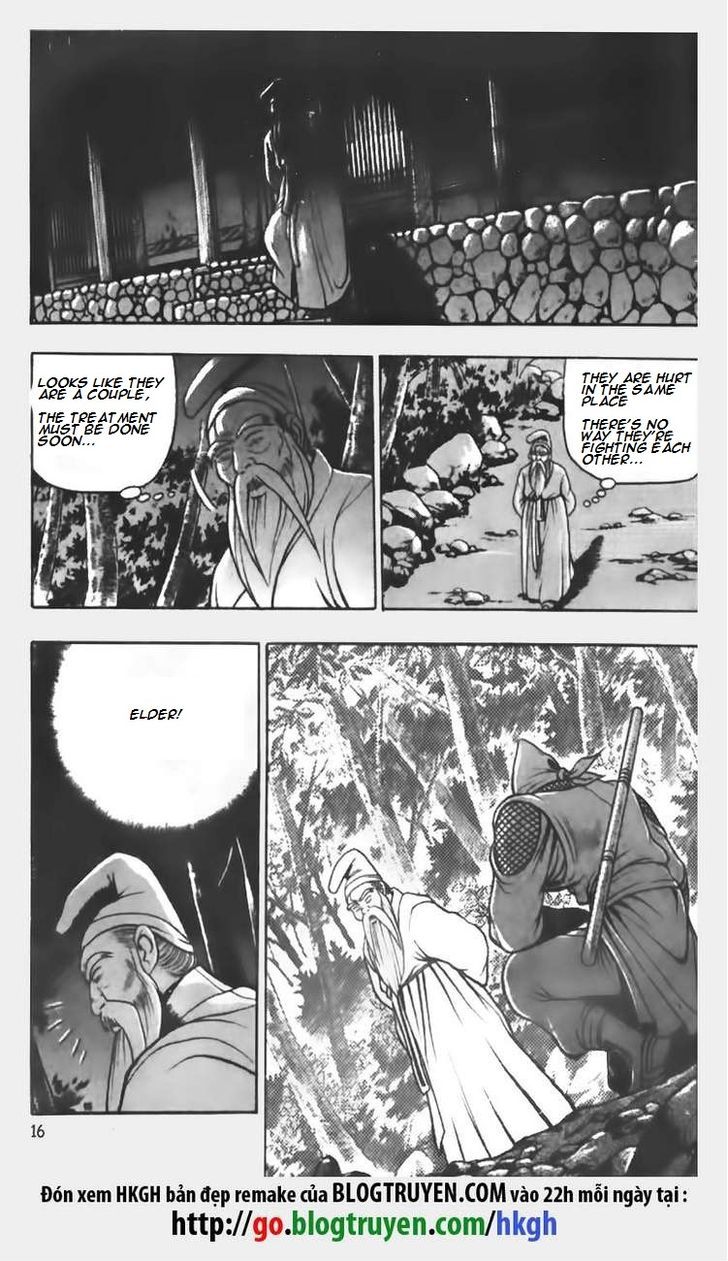 LOOKS LIKE THEY
ARE A COUPLE,
THE TREATMENT
MUST BE DONE
SOON...
THEY ARE HURT
IN THE SAME
PLACE
THERE'S NO
WAY THEY'RE
FIGHTING EACH
OTHER...
ELDER!
16
Đón xem HKGH bản đẹp remake của BLOGTRUYEN.COM vào 22h mỗi ngày tại :
http://go.blogtruyen.com/hkgh